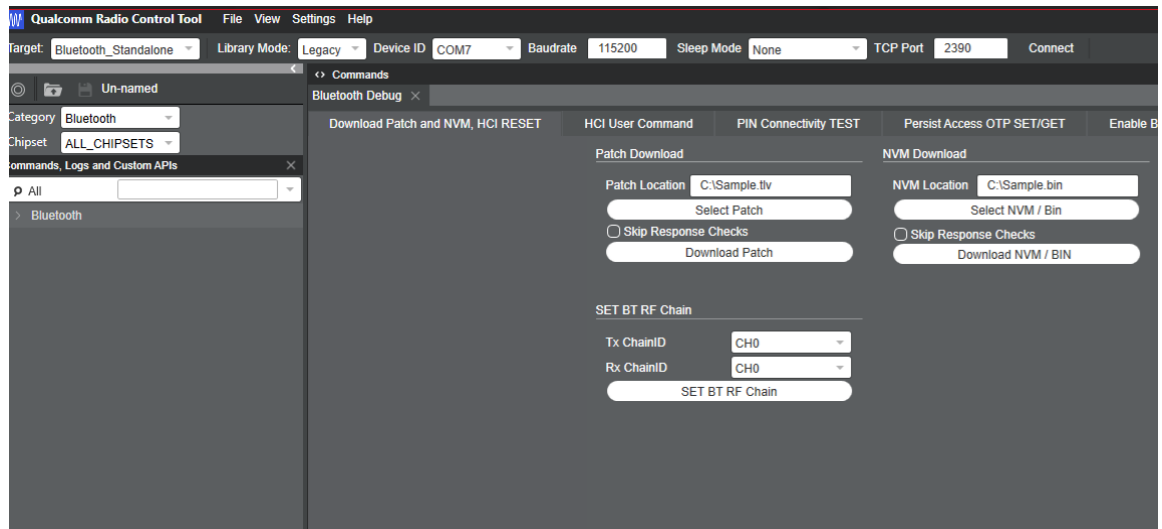 Qualcomm Radio Control Tool File View Settings Help
Target: Bluetooth_Standalone Library Mode: Legacy Device ID COM7 Baudrate 115200 Sleep Mode None TCP Port 2390 Connect
Un-named
Category Bluetooth
Chipset ALL_CHIPSETS
Commands, Logs and Custom APIs
All
Bluetooth
Commands
Bluetooth Debug
Download Patch and NVM, HCI RESET HCI User Command PIN Connectivity TEST Persist Access OTP SET/GET Enable B
Patch Download
Patch Location C:\Sample.tlv
Select Patch
Skip Response Checks
Download Patch
NVM Download
NVM Location C:\Sample.bin
Select NVM / Bin
Skip Response Checks
Download NVM / BIN
SET BT RF Chain
Tx ChainID CH0
Rx ChainID CH0
SET BT RF Chain